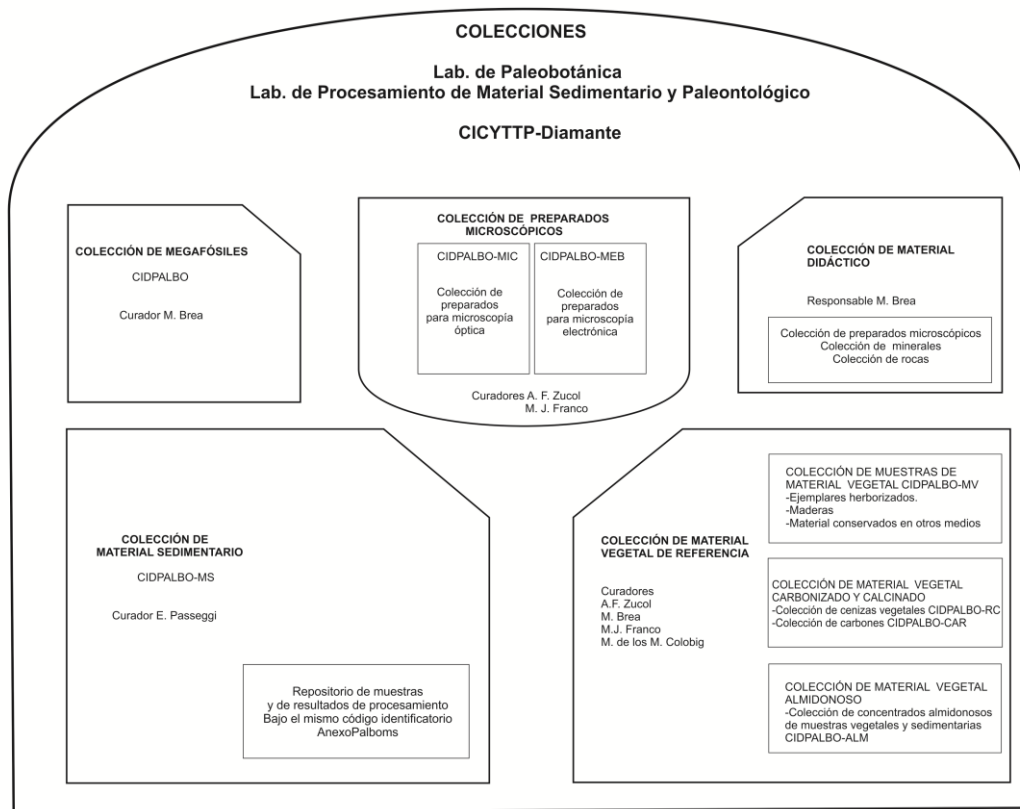 COLECCIONES
Lab. de Paleobotánica
Lab. de Procesamiento de Material Sedimentario y Paleontológico
CICYTTP-Diamante
COLECCIÓN DE MEGAFÓSILES
CIDPALBO
Curador M. Brea
COLECCIÓN DE PREPARADOS
MICROSCÓPICOS
CIDPALBO-MIC
Colección de
preparados
para microscopía
óptica
CIDPALBO-MEB
Colección de
preparados
para microscopía
electrónica
Curadores A. F. Zucol
M. J. Franco
COLECCIÓN DE MATERIAL
DIDÁCTICO
Responsable M. Brea
Colección de preparados microscópicos
Colección de minerales
Colección de rocas
COLECCIÓN DE
MATERIAL SEDIMENTARIO
CIDPALBO-MS
Curador E. Passeggi
Repositorio de muestras
y de resultados de procesamiento
Bajo el mismo código identificatorio
AnexoPalboms
COLECCIÓN DE MATERIAL
VEGETAL DE REFERENCIA
Curadores
A.F. Zucol
M. Brea
M.J. Franco
M. de los M. Colobig
COLECCIÓN DE MUESTRAS DE
MATERIAL VEGETAL CIDPALBO-MV
-Ejemplares herborizados.
-Maderas
-Material conservados en otros medios
COLECCIÓN DE MATERIAL VEGETAL
CARBONIZADO Y CALCINADO
-Colección de cenizas vegetales CIDPALBO-RC
-Colección de carbones CIDPALBO-CAR
COLECCIÓN DE MATERIAL VEGETAL
ALMIDONOSO
-Colección de concentrados almidonosos
de muestras vegetales y sedimentarias
CIDPALBO-ALM